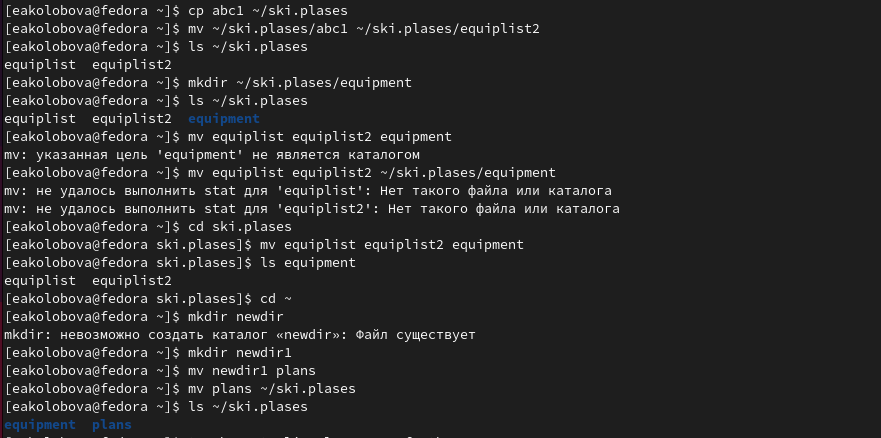 [eakolobova@fedora ~]$ cp abc1 ~/ski.plases
[eakolobova@fedora ~]$ mv ~/ski.plases/abc1 ~/ski.plases/equiplist2
[eakolobova@fedora ~]$ ls ~/ski.plases
equiplist  equiplist2
[eakolobova@fedora ~]$ mkdir ~/ski.plases/equipment
[eakolobova@fedora ~]$ ls ~/ski.plases
equiplist  equiplist2  equipment
[eakolobova@fedora ~]$ mv equiplist equiplist2 equipment
mv: указанная цель 'equipment' не является каталогом
[eakolobova@fedora ~]$ mv equiplist equiplist2 ~/ski.plases/equipment
mv: не удалось выполнить stat для 'equiplist': Нет такого файла или каталога
mv: не удалось выполнить stat для 'equiplist2': Нет такого файла или каталога
[eakolobova@fedora ~]$ cd ski.plases
[eakolobova@fedora ski.plases]$ mv equiplist equiplist2 equipment
[eakolobova@fedora ski.plases]$ ls equipment
equiplist  equiplist2
[eakolobova@fedora ski.plases]$ cd ~
[eakolobova@fedora ~]$ mkdir newdir
mkdir: невозможно создать каталог «newdir»: Файл существует
[eakolobova@fedora ~]$ mkdir newdir1
[eakolobova@fedora ~]$ mv newdir1 plans
[eakolobova@fedora ~]$ mv plans ~/ski.plases
[eakolobova@fedora ~]$ ls ~/ski.plases
equipment  plans